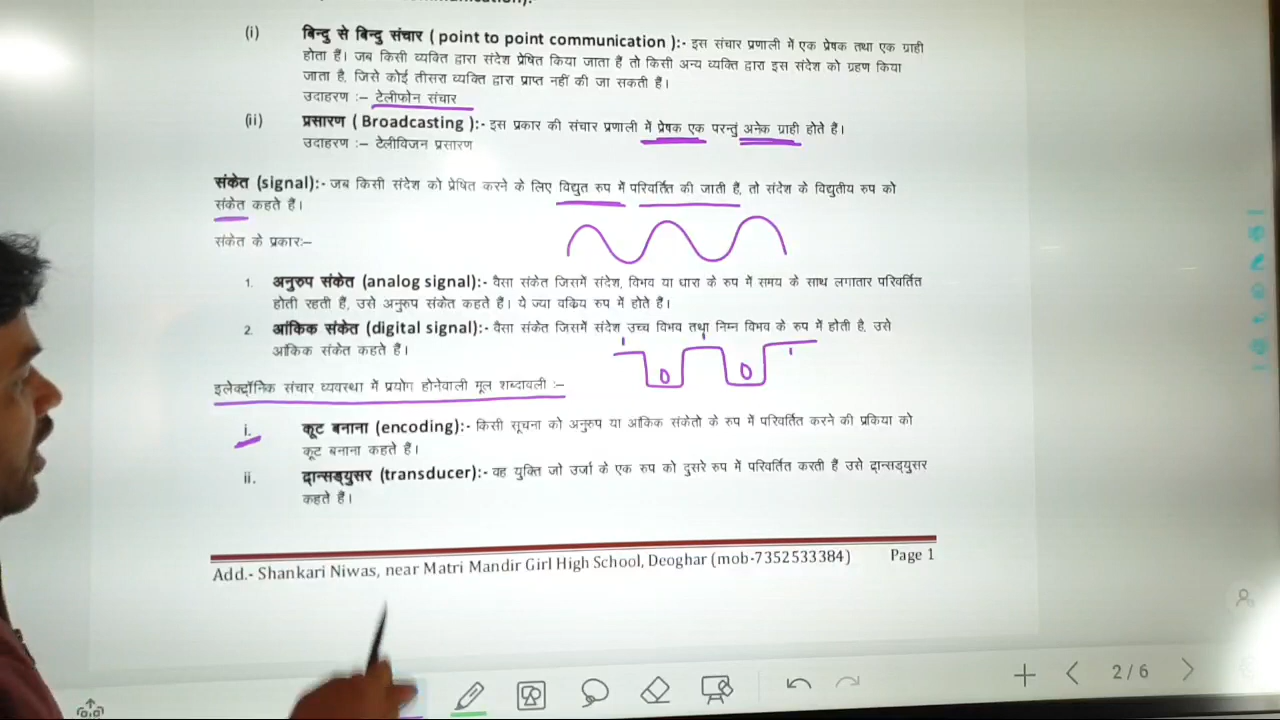 (i) बिन्दु से बिन्दु संचार ( point to point communication ):- इस संचार प्रणाली में एक प्रेषक तथा एक ग्राही
होता हैं। जब किसी व्यक्ति द्वारा संदेश प्रेषित किया जाता हैं तो किसी अन्य व्यक्ति द्वारा इस संदेश को ग्रहण किया
जाता है, जिसे कोई तीसरा व्यक्ति द्वारा प्राप्त नहीं की जा सकती हैं।
उदाहरण :– टेलीफोन संचार
(ii) प्रसारण ( Broadcasting ):- इस प्रकार की संचार प्रणाली में प्रेषक एक परन्तुं अनेक ग्राही होते हैं।
उदाहरण :– टेलीविजन प्रसारण
संकेत (signal):- जब किसी संदेश को प्रेषित करने के लिए विद्युत रुप में परिवर्तित की जाती हैं, तो संदेश के विद्युतीय रुप को
संकेत कहते हैं।
संकेत के प्रकारः–
1. अनुरुप संकेत (analog signal):- वैसा संकेत जिसमें संदेश, विभव या धारा के रुप में समय के साथ लगातार परिवर्तित
होती रहती हैं, उसे अनुरुप संकेत कहते हैं। ये ज्या वक्रिय रुप में होते हैं।
2. आंकिक संकेत (digital signal):- वैसा संकेत जिसमें संदेश उच्च विभव तथा निम्न विभव के रुप में होती है, उसे
आंकिक संकेत कहते हैं।
1 0 1 0 1
इलेक्ट्रॉनिक संचार व्यवस्था में प्रयोग होनेवाली मूल शब्दावली :–
i. कूट बनाना (encoding):- किसी सूचना को अनुरुप या आंकिक संकेतो के रुप में परिवर्तित करने की प्रकिया को
कूट बनाना कहते हैं।
ii. ट्रान्सड्युसर (transducer):- वह युक्ति जो उर्जा के एक रुप को दुसरे रुप में परिवर्तित करती हैं उसे ट्रान्सड्युसर
कहते हैं।
Add.- Shankari Niwas, near Matri Mandir Girl High School, Deoghar (mob-7352533384) Page 1
2 / 6